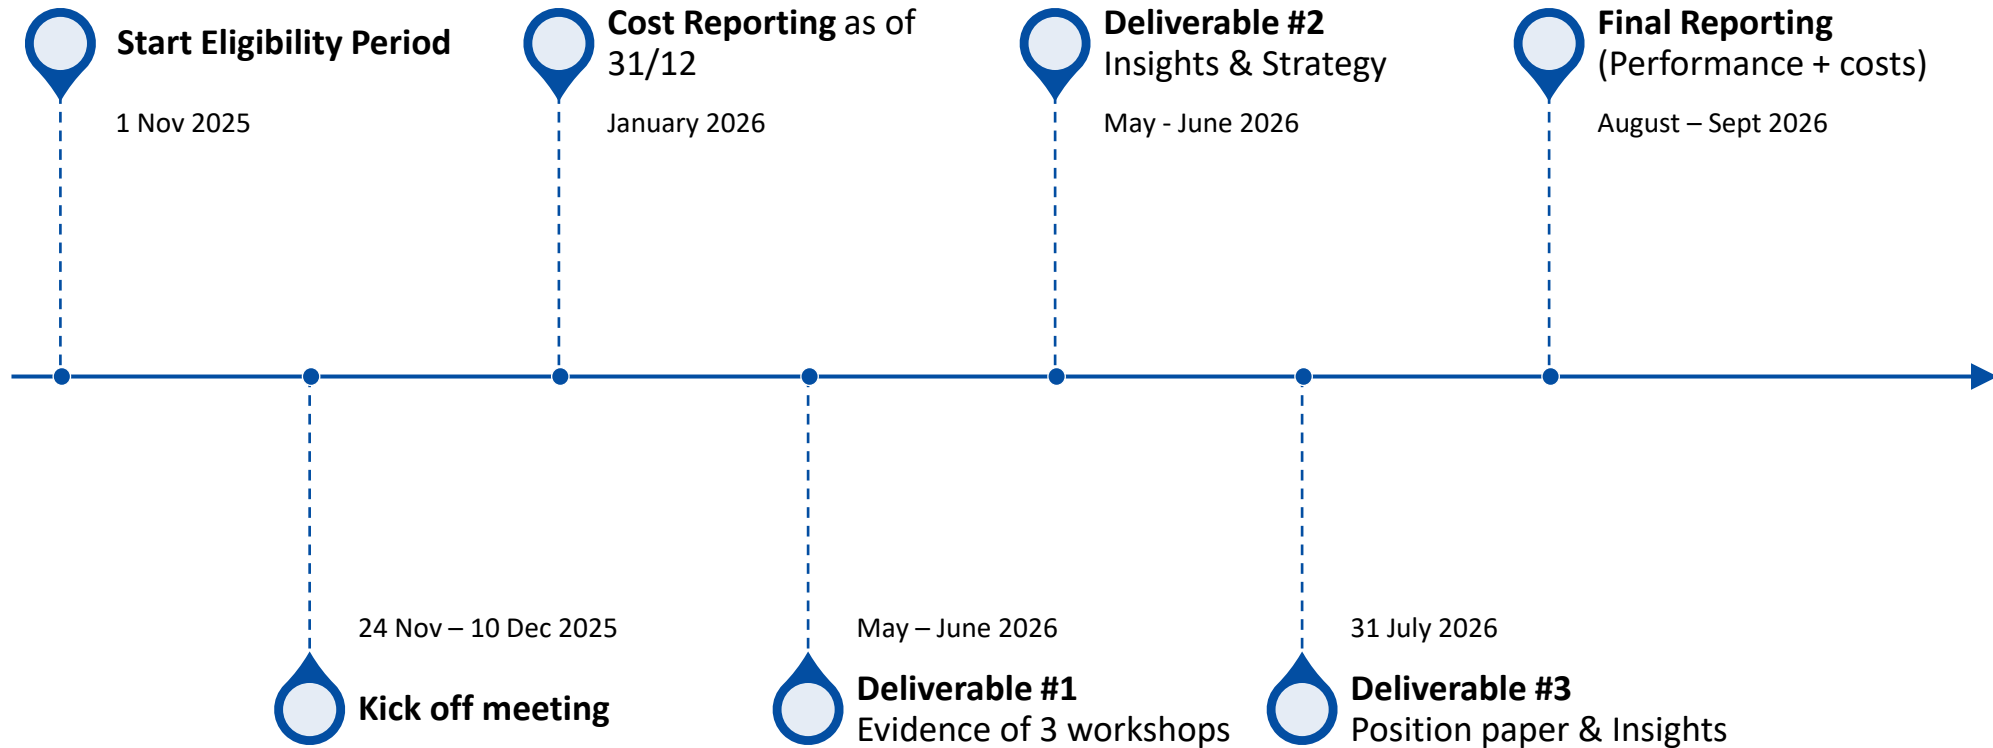 Start Eligibility Period
1 Nov 2025
Cost Reporting as of
31/12
January 2026
Deliverable #2
Insights & Strategy
May - June 2026
Final Reporting
(Performance + costs)
August – Sept 2026
24 Nov – 10 Dec 2025
Kick off meeting
May – June 2026
Deliverable #1
Evidence of 3 workshops
31 July 2026
Deliverable #3
Position paper & Insights